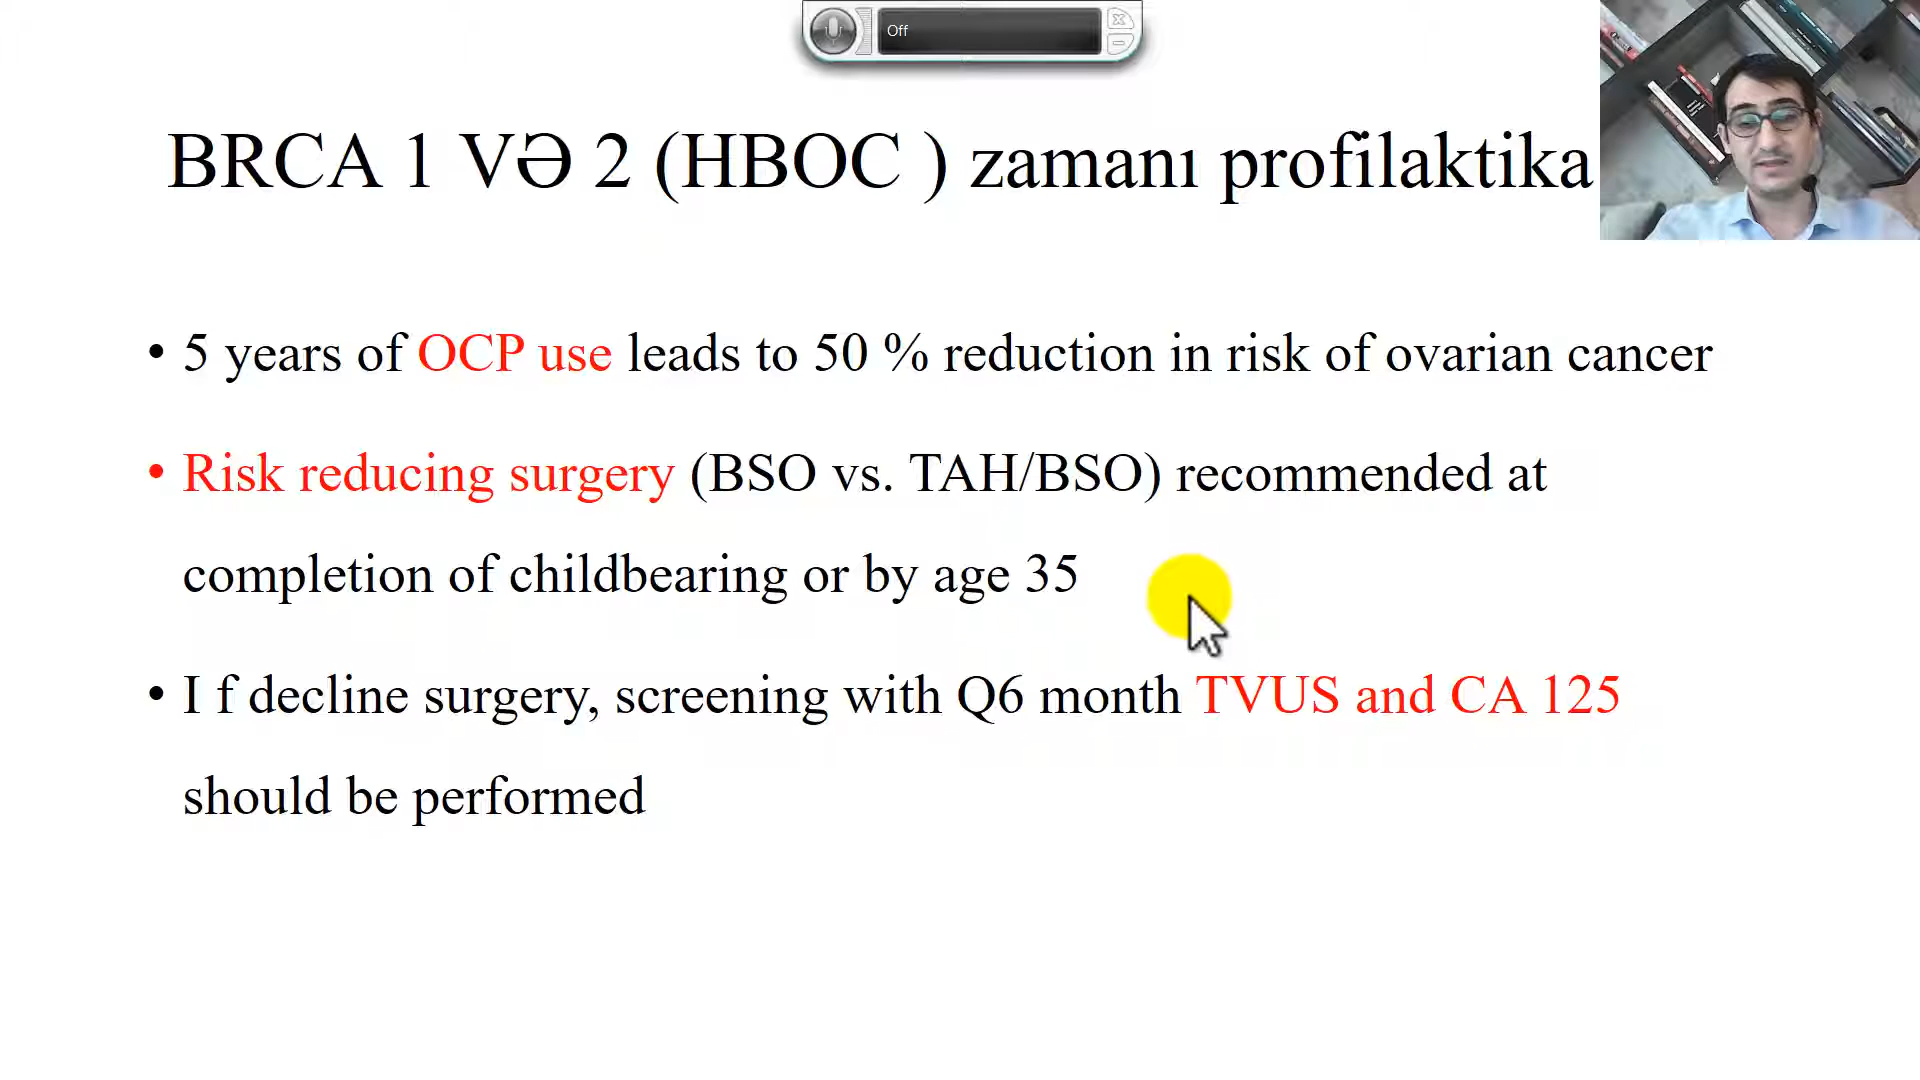 Off
BRCA 1 VƏ 2 (HBOC ) zamanı profilaktika
• 5 years of OCP use leads to 50 % reduction in risk of ovarian cancer
• Risk reducing surgery (BSO vs. TAH/BSO) recommended at
completion of childbearing or by age 35
• I f decline surgery, screening with Q6 month TVUS and CA 125
should be performed